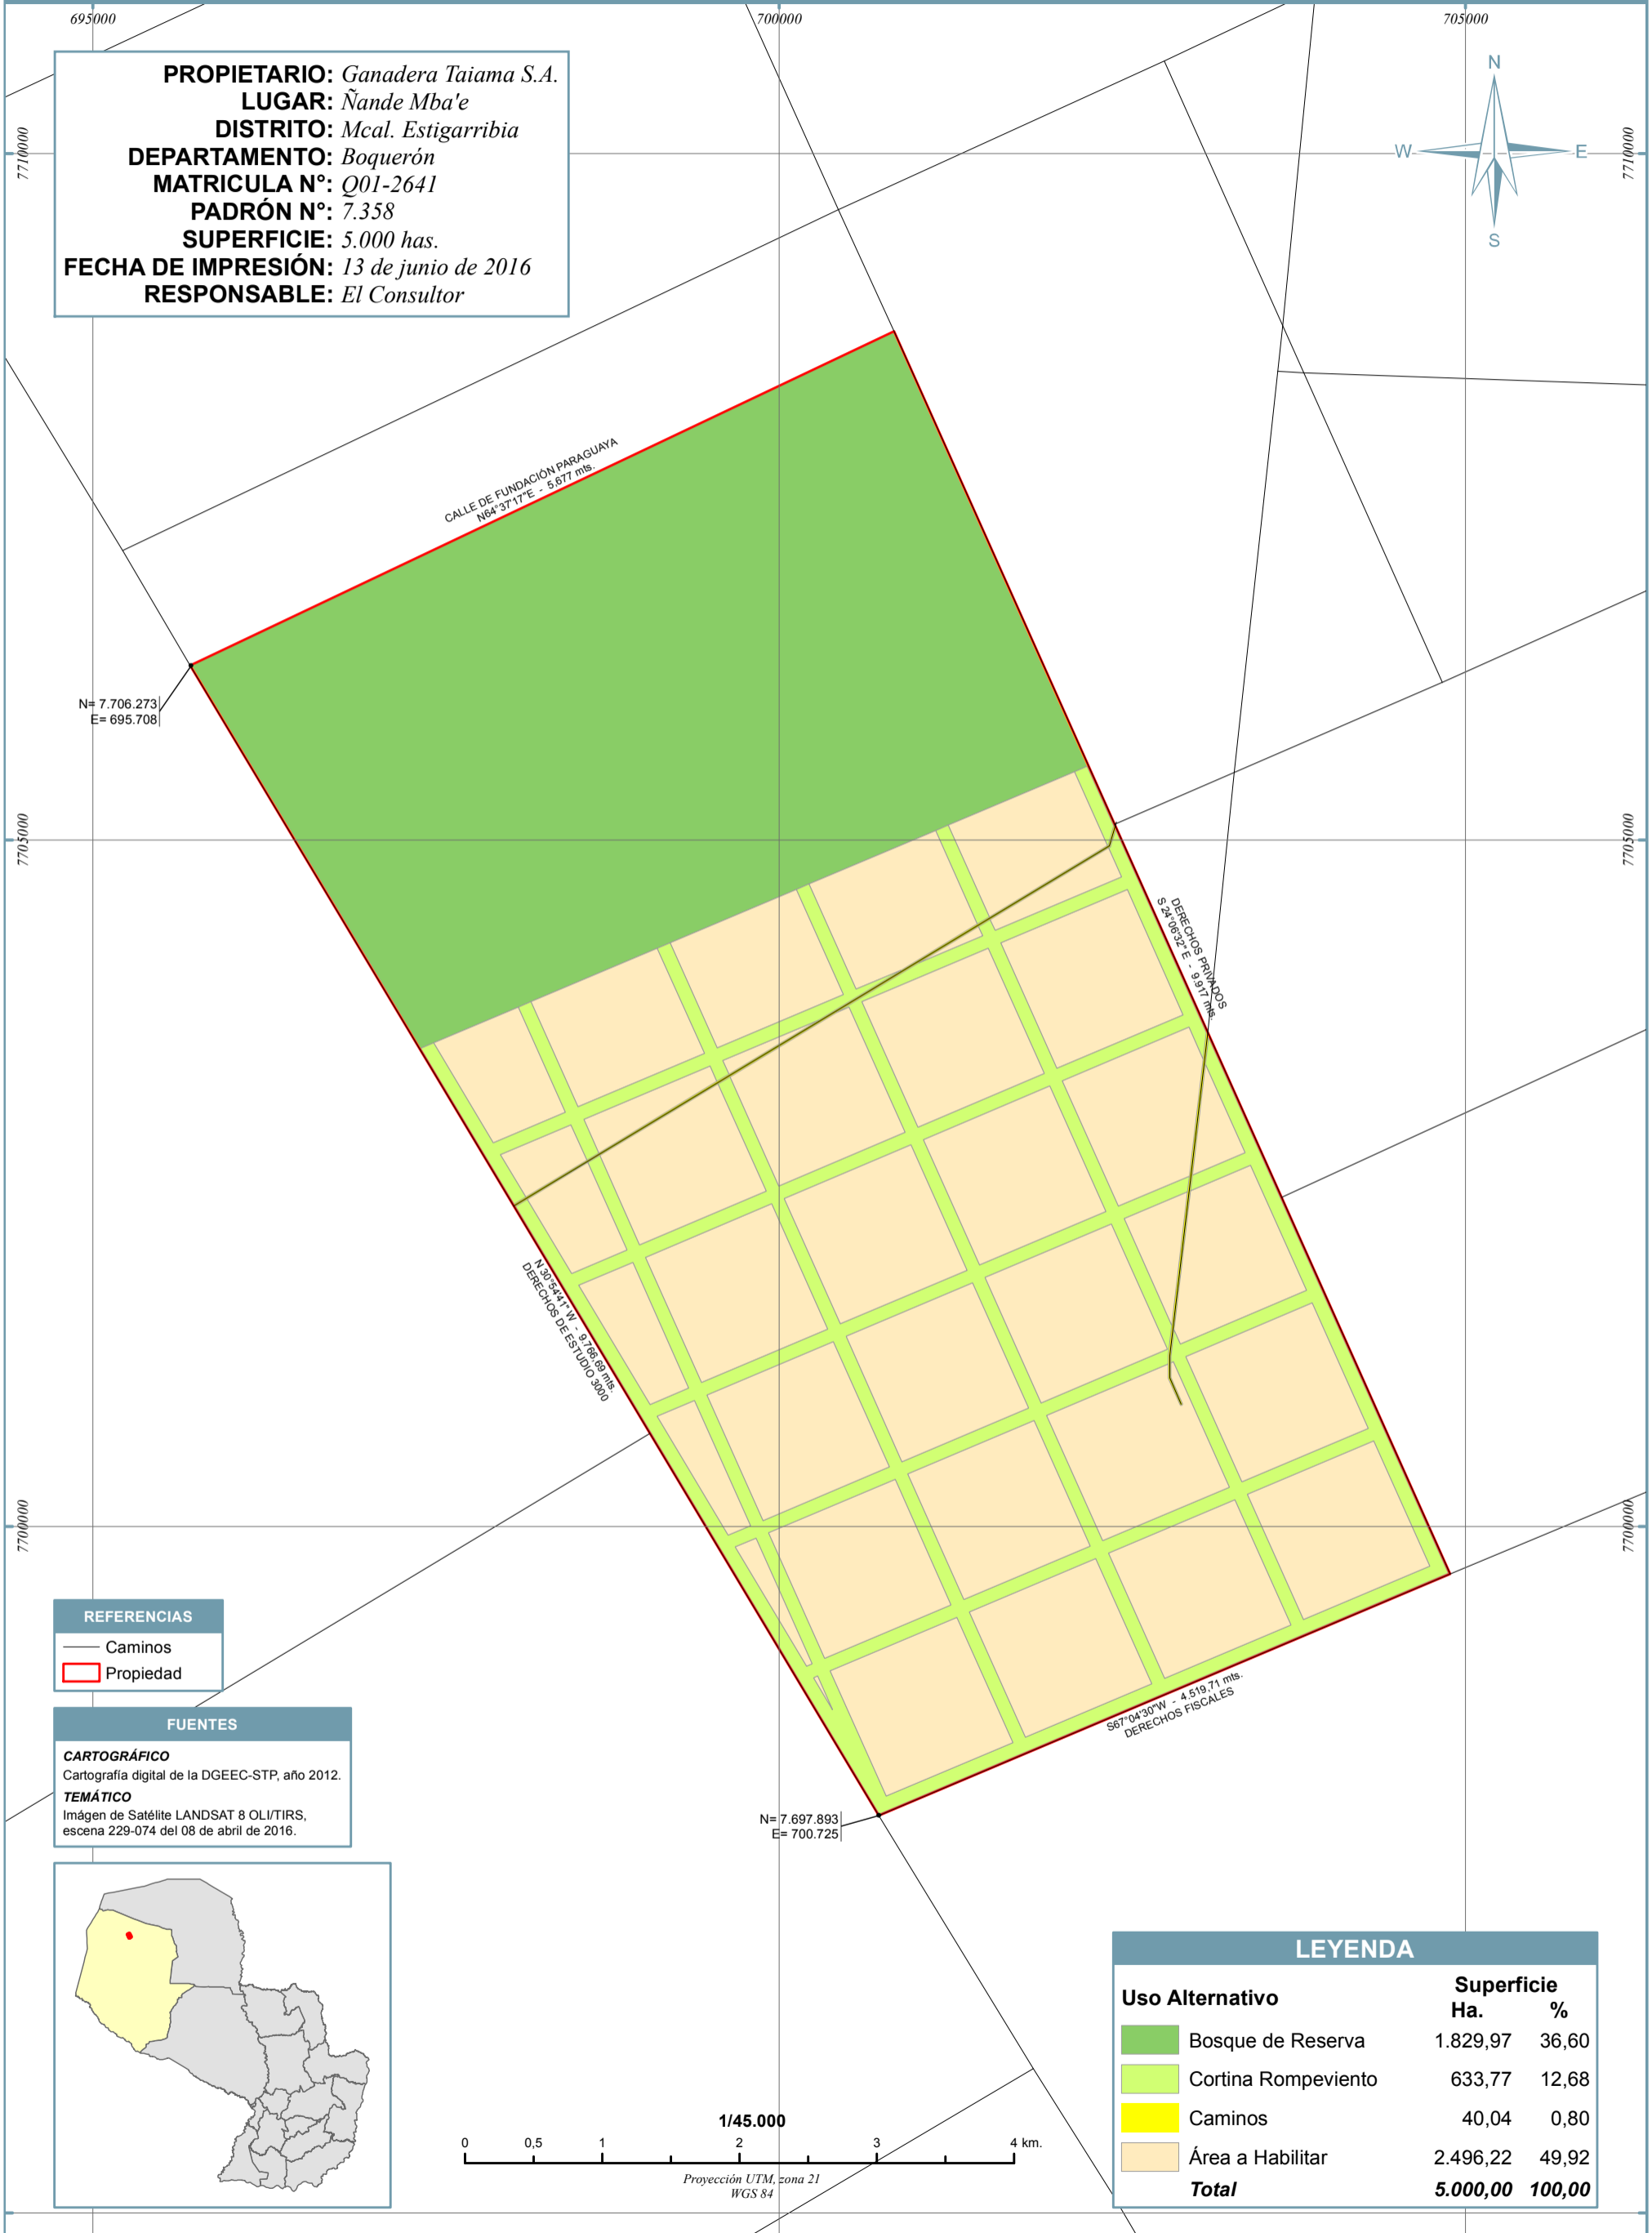 695000
700000
705000
PROPIETARIO: Ganadera Taiama S.A.
LUGAR: Ñande Mba'e
DISTRITO: Mcal. Estigarribia
DEPARTAMENTO: Boquerón
MATRICULA N°: Q01-2641
PADRÓN N°: 7.358
SUPERFICIE: 5.000 has.
FECHA DE IMPRESIÓN: 13 de junio de 2016
RESPONSABLE: El Consultor
N
W
E
S
7710000
7710000
CALLE DE FUNDACIÓN PARAGUAYA
N64°37'17"E - 5,677 mts.
N= 7.706.273
E= 695.708
7705000
7705000
DERECHOS PRIVADOS
S 24°06'32" E - 9.917 mts.
N 30°54'41" W - 9.766,69 mts.
DERECHOS DE ESTUDIO 3000
7700000
7700000
S67°04'30"W - 4.519,71 mts.
DERECHOS FISCALES
N= 7.697.893
E= 700.725
REFERENCIAS
Caminos
Propiedad
FUENTES
CARTOGRÁFICO
Cartografía digital de la DGEEC-STP, año 2012.
TEMÁTICO
Imágen de Satélite LANDSAT 8 OLI/TIRS,
escena 229-074 del 08 de abril de 2016.
1/45.000
0 0,5 1 2 3 4 km.
Proyección UTM, zona 21
WGS 84
LEYENDA
Uso Alternativo Superficie
Ha. %
Bosque de Reserva 1.829,97 36,60
Cortina Rompeviento 633,77 12,68
Caminos 40,04 0,80
Área a Habilitar 2.496,22 49,92
Total 5.000,00 100,00